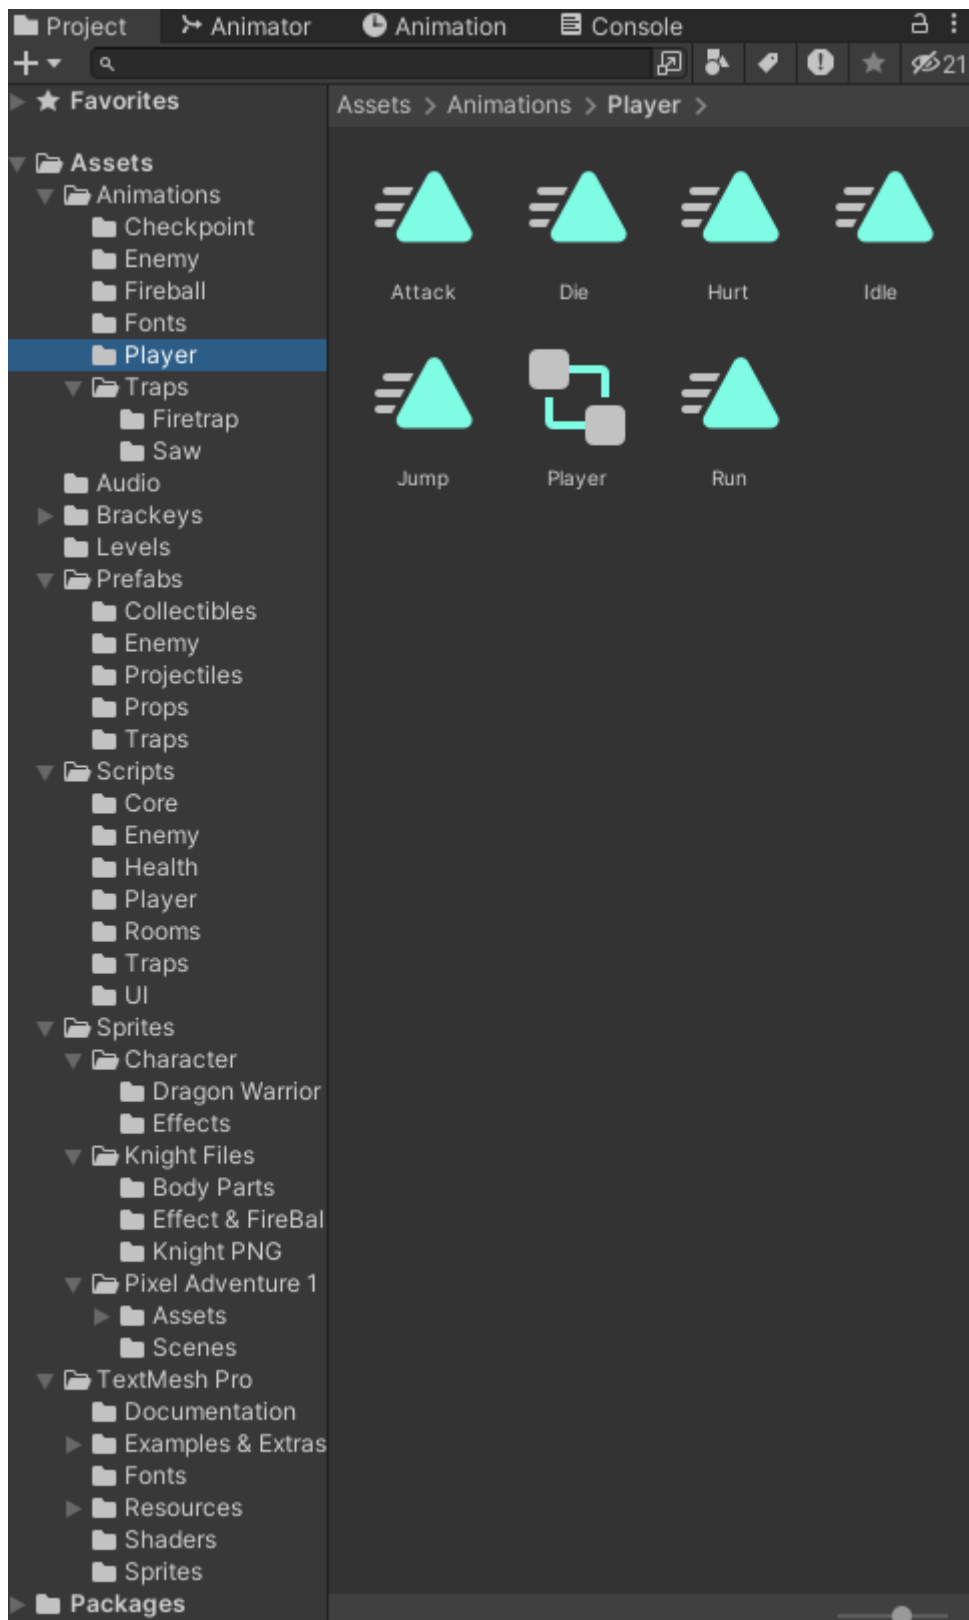 Project Animator Animation Console
21
Favorites
Assets > Animations > Player >
Assets
Animations
Checkpoint
Enemy
Fireball
Fonts
Player
Traps
Firetrap
Saw
Audio
Brackeys
Levels
Prefabs
Collectibles
Enemy
Projectiles
Props
Traps
Scripts
Core
Enemy
Health
Player
Rooms
Traps
UI
Sprites
Character
Dragon Warrior
Effects
Knight Files
Body Parts
Effect & FireBal
Knight PNG
Pixel Adventure 1
Assets
Scenes
TextMesh Pro
Documentation
Examples & Extras
Fonts
Resources
Shaders
Sprites
Packages
Attack Die Hurt Idle
Jump Player Run